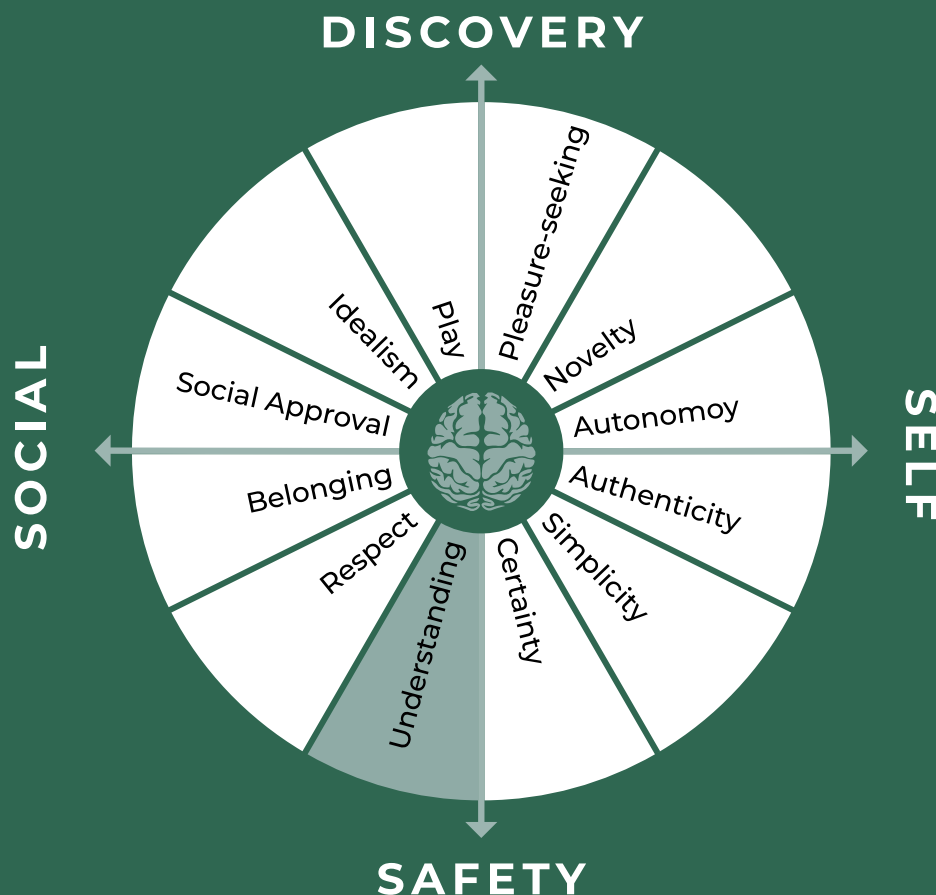 DISCOVERY
Pleasure-seeking
Novelty
Autonomoy
SELF
Authenticity
Simplicity
Certainty
SAFETY
Understanding
Respect
Belonging
SOCIAL
Social Approval
Idealism
Play